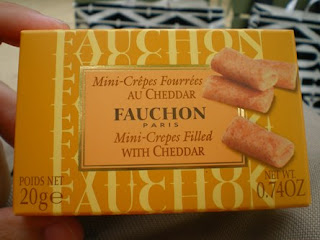 FAUCHON
Mini-Crêpes Fourrées
AU CHEDDAR
FAUCHON
PARIS
Mini-Crepes Filled
WITH CHEDDAR
POIDS NET
20g e
NET WT.
0.74OZ
FAUCHON